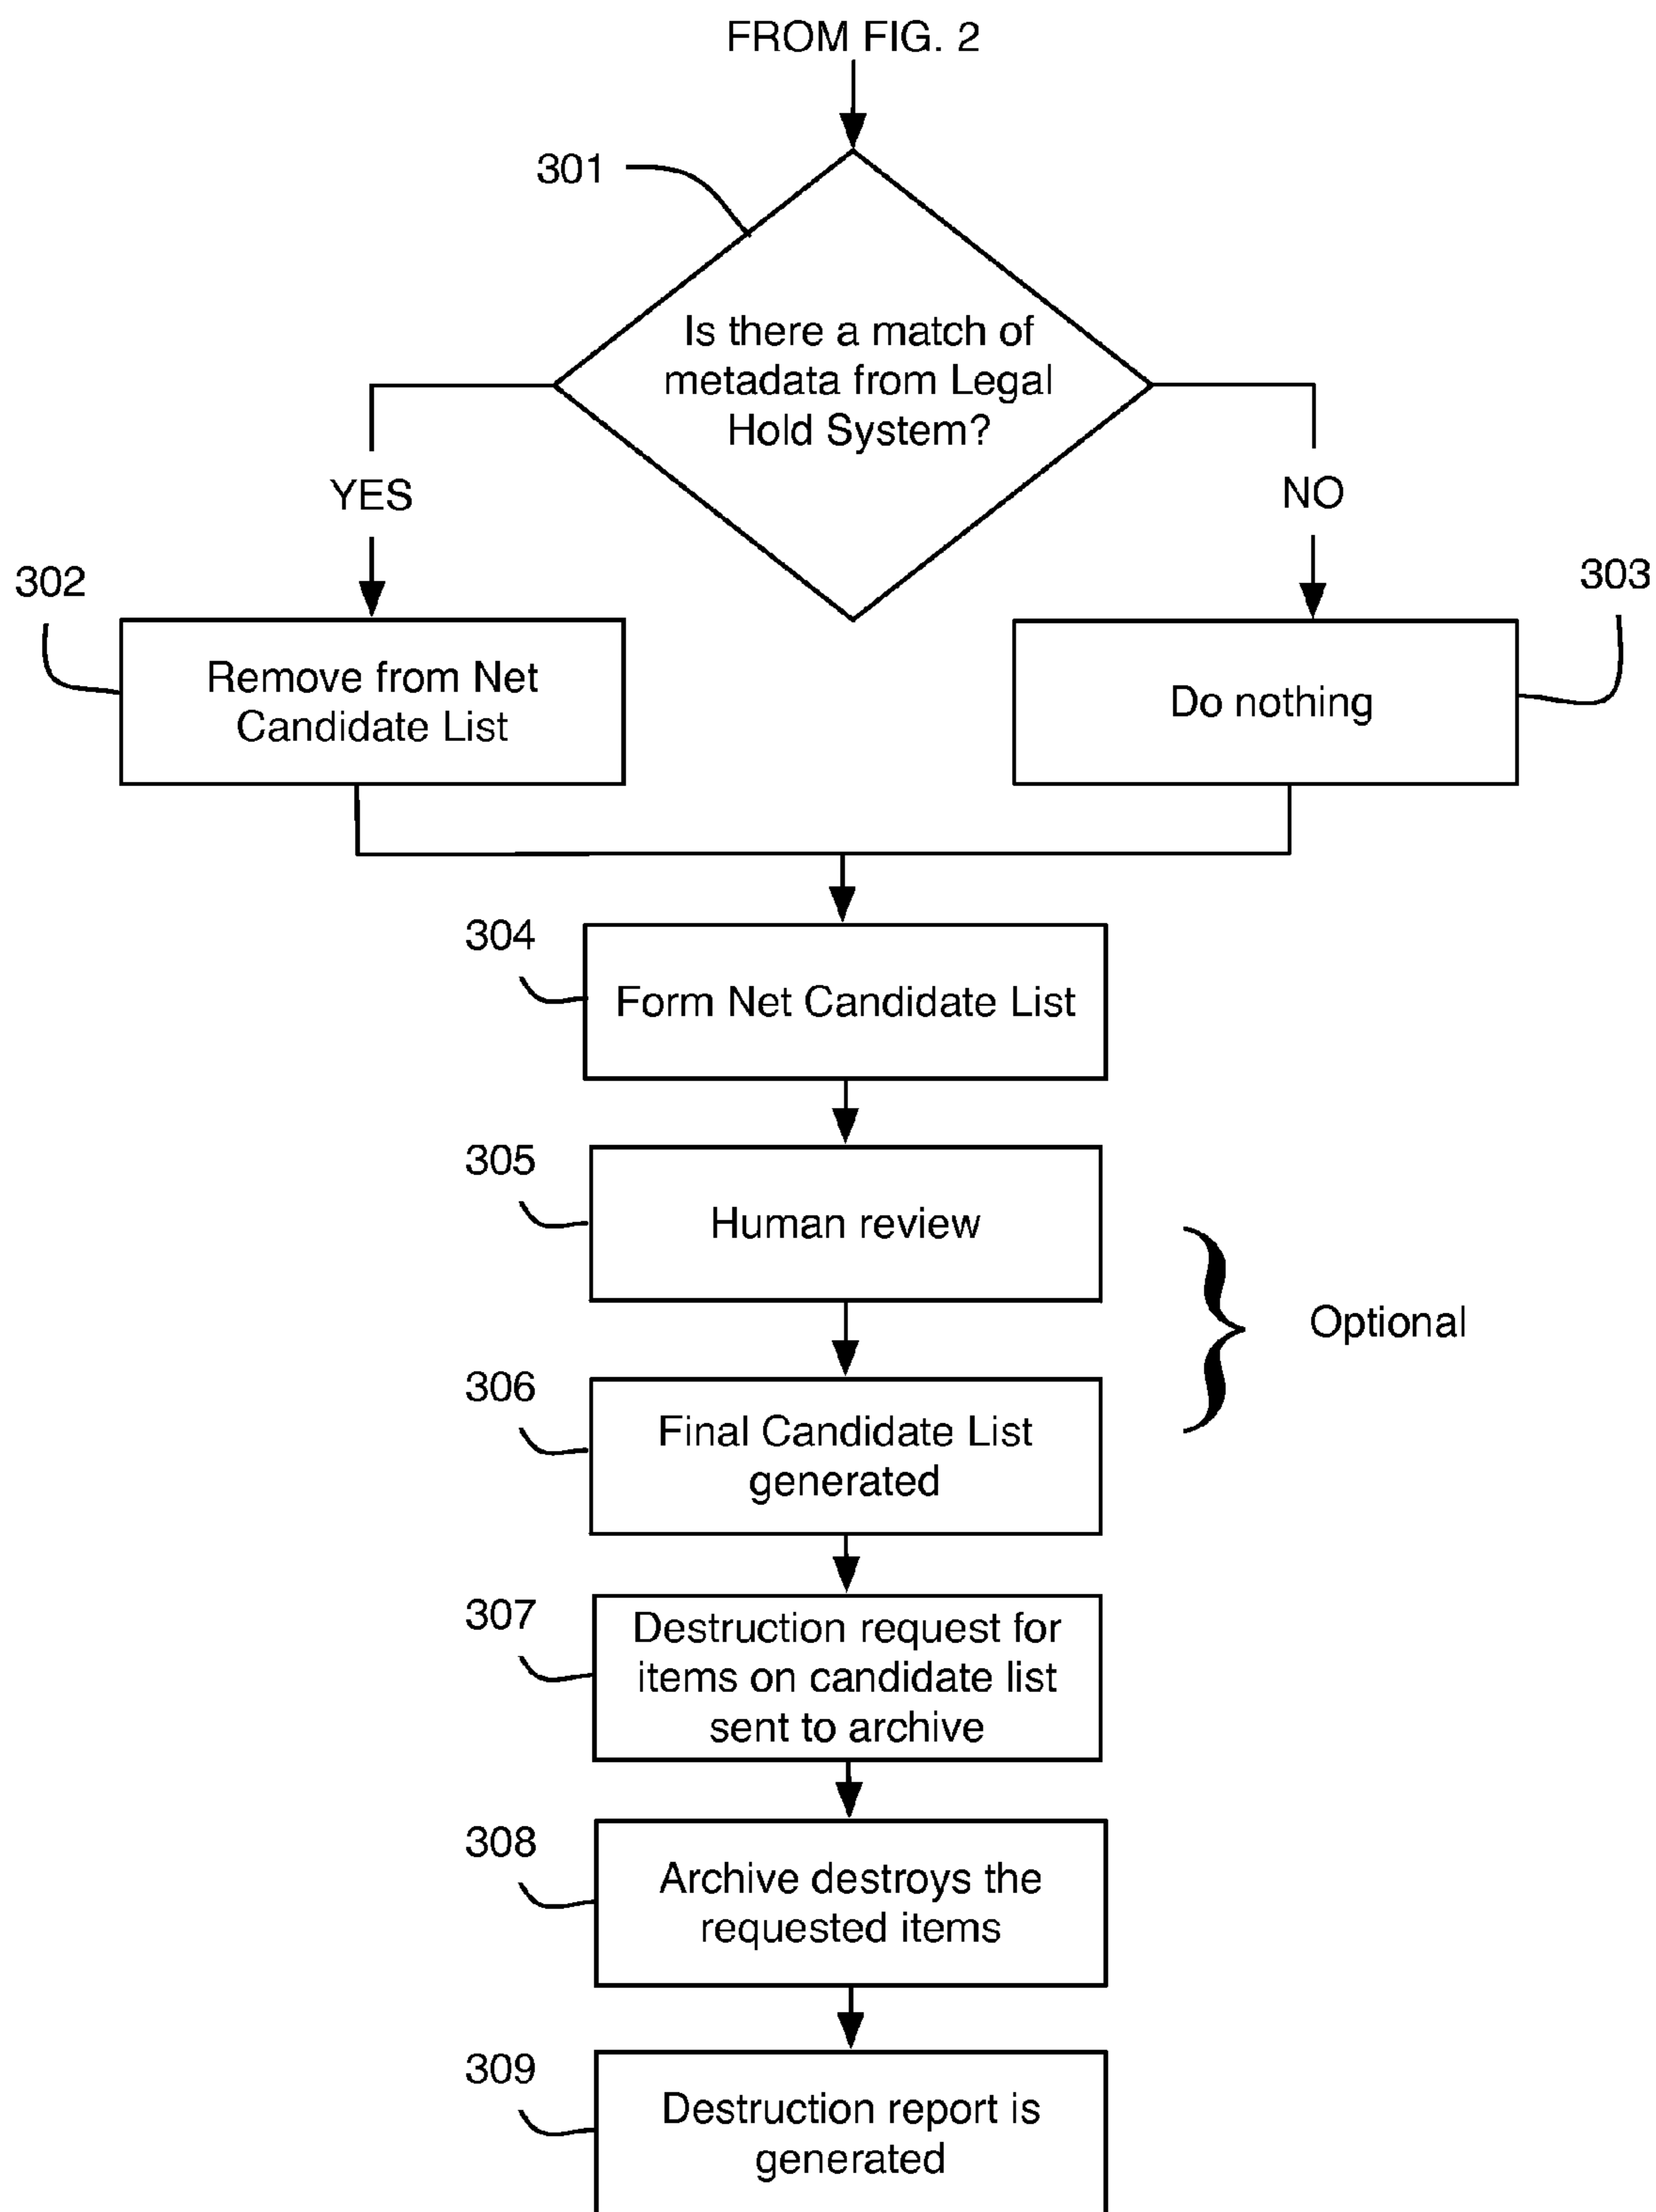 FROM FIG. 2
301
Is there a match of
metadata from Legal
Hold System?
YES
NO
302
303
Remove from Net
Candidate List
Do nothing
304
Form Net Candidate List
305
Human review
Optional
306
Final Candidate List
generated
307
Destruction request for
items on candidate list
sent to archive
308
Archive destroys the
requested items
309
Destruction report is
generated